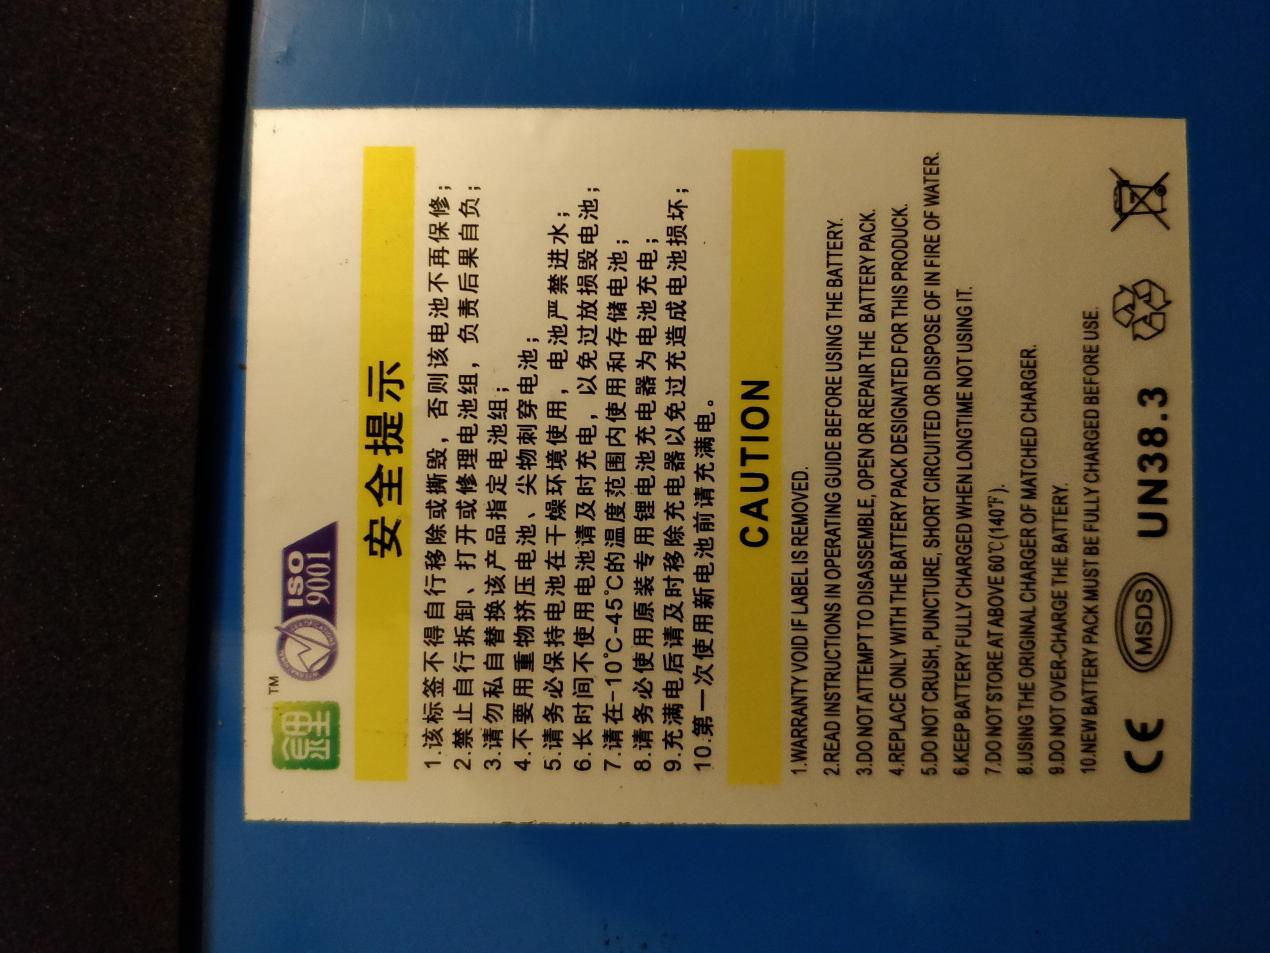 锂
TM
ISO
9001
安全提示
1.该标签不得自行移除或撕毁，否则该电池不再保修；
2.禁止自行拆卸、打开或修理电池组，负责后果自负；
3.请勿私自替换该产品指定电池组；
4.不要用重物挤压电池、尖物刺穿电池；
5.请务必保持电池在干燥环境使用，电池严禁进水；
6.长时间不使用电池请及时充电，以免过放损毁电池；
7.请在-10℃-45℃的温度范围内使用和存储电池；
8.请务必使用原装专用锂电池充电器为电池充电；
9.充满电后请及时移除充电器以免过充造成电池损坏；
10.第一次使用新电池前请充满电。
CAUTION
1.WARRANTY VOID IF LABEL IS REMOVED.
2.READ INSTRUCTIONS IN OPERATING GUIDE BEFORE USING THE BATTERY.
3.DO NOT ATTEMPT TO DISASSEMBLE, OPEN OR REPAIR THE BATTERY PACK.
4.REPLACE ONLY WITH THE BATTERY PACK DESIGNATED FOR THIS PRODUCK.
5.DO NOT CRUSH, PUNCTURE, SHORT CIRCUITED OR DISPOSE OF IN FIRE OF WATER.
6.KEEP BATTERY FULLY CHARGED WHEN LONGTIME NOT USING IT.
7.DO NOT STORE AT ABOVE 60℃(140℉).
8.USING THE ORIGINAL CHARGER OF MATCHED CHARGER.
9.DO NOT OVER-CHARGE THE BATTERY.
10.NEW BATTERY PACK MUST BE FULLY CHARGED BEFORE USE.
CE MSDS UN38.3